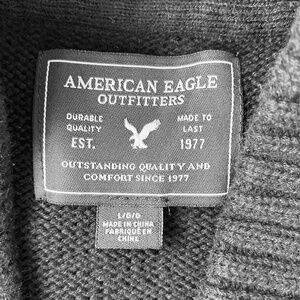 AMERICAN EAGLE
OUTFITTERS
DURABLE
QUALITY
MADE TO
LAST
EST.
1977
OUTSTANDING QUALITY AND
COMFORT SINCE 1977
L/G/G
MADE IN CHINA
FABRIQUÉ EN
CHINE